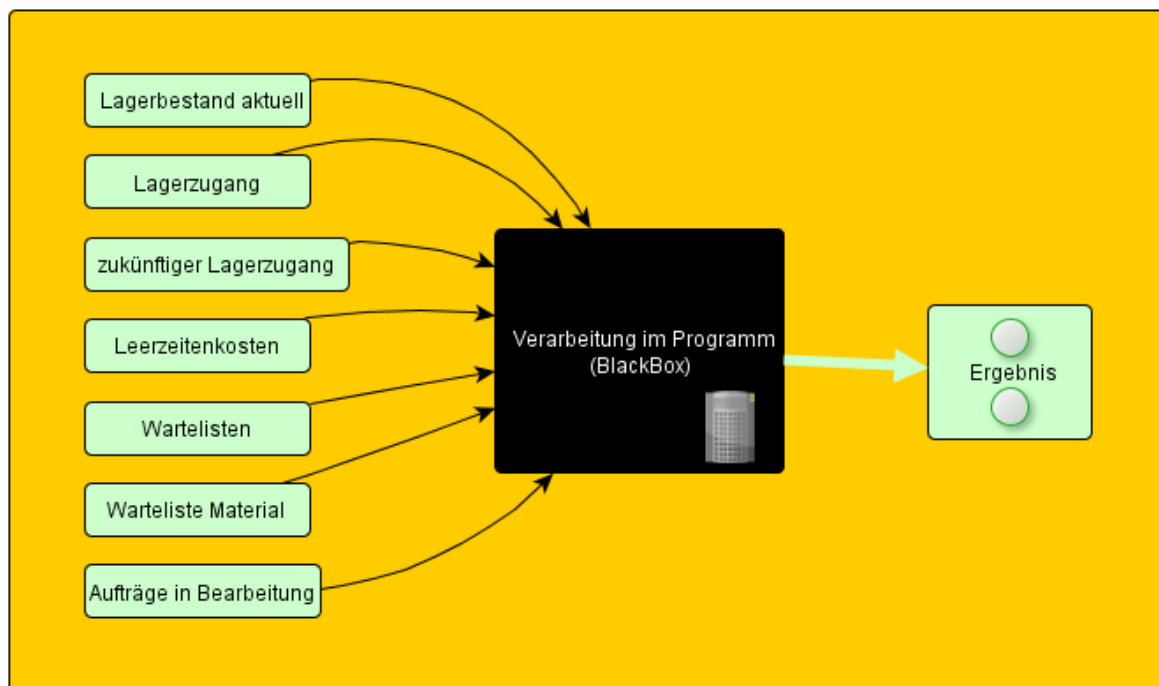 Lagerbestand aktuell
Lagerzugang
zukünftiger Lagerzugang
Leerzeitenkosten
Wartelisten
Warteliste Material
Aufträge in Bearbeitung
Verarbeitung im Programm
(BlackBox)
Ergebnis